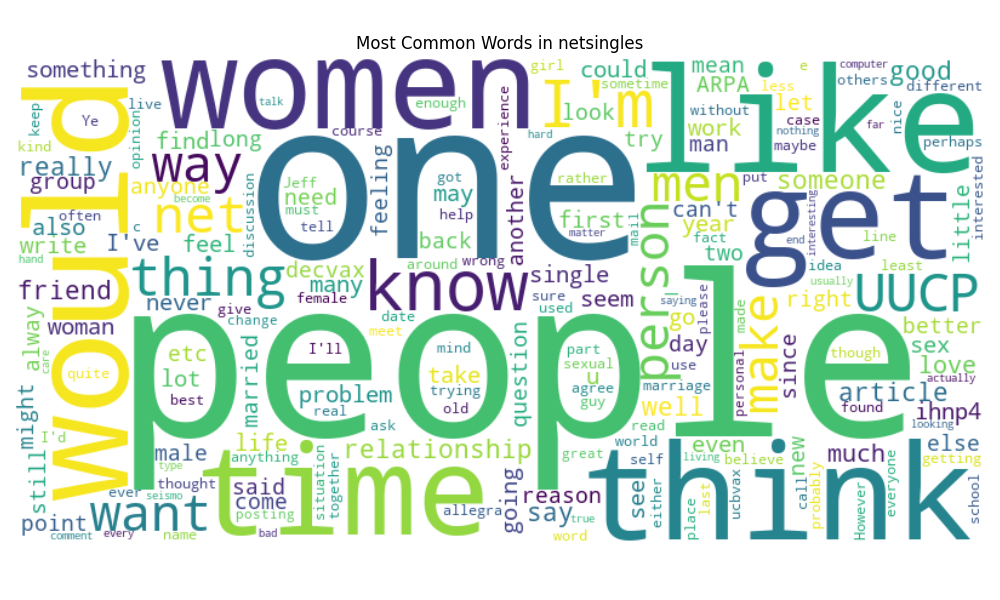 Most Common Words in netsingles
something
women
girl
could
mean
computer
e
good
like
others
different
keep
live
talk
enough
I'm
sometime
ARPA
less
look
without
let
Ye
would
opinion
find
long
course
experience
hard
try
work
man
case
nothing
maybe
far
nice
perhaps
kind
really
way
one
feeling
group
anyone
become
Jeff
need
got
may
rather
men
put
someone
get
interested
often
also
net
discussion
must
tell
help
another
first
matter
mail
person
can't
year
fact
interesting
end
line
little
write
c
I've
feel
back
two
idea
least
hand
thing
decvax
around
wrong
single
usually
friend
many
know
sure
used
seem
saying
please
go
made
make
right
UUCP
never
give
female
change
date
meet
woman
people
better
alway
care
etc
I'll
mind
question
part
sexual
day
since
though
sex
love
quite
lot
best
married
take
trying
u
agree
guy
use
marriage
personal
actually
article
problem
real
old
found
looking
might
I'd
ask
read
well
ihnp4
male
life
anything
relationship
great
world
self
even
believe
living
new
much
else
getting
still
type
thought
time
situation
together
think
said
come
going
reason
see
either
place
last
ucbvax
call
probably
However
everyone
school
ever
seismo
want
posting
allegra
say
true
point
comment
every
name
bad
word